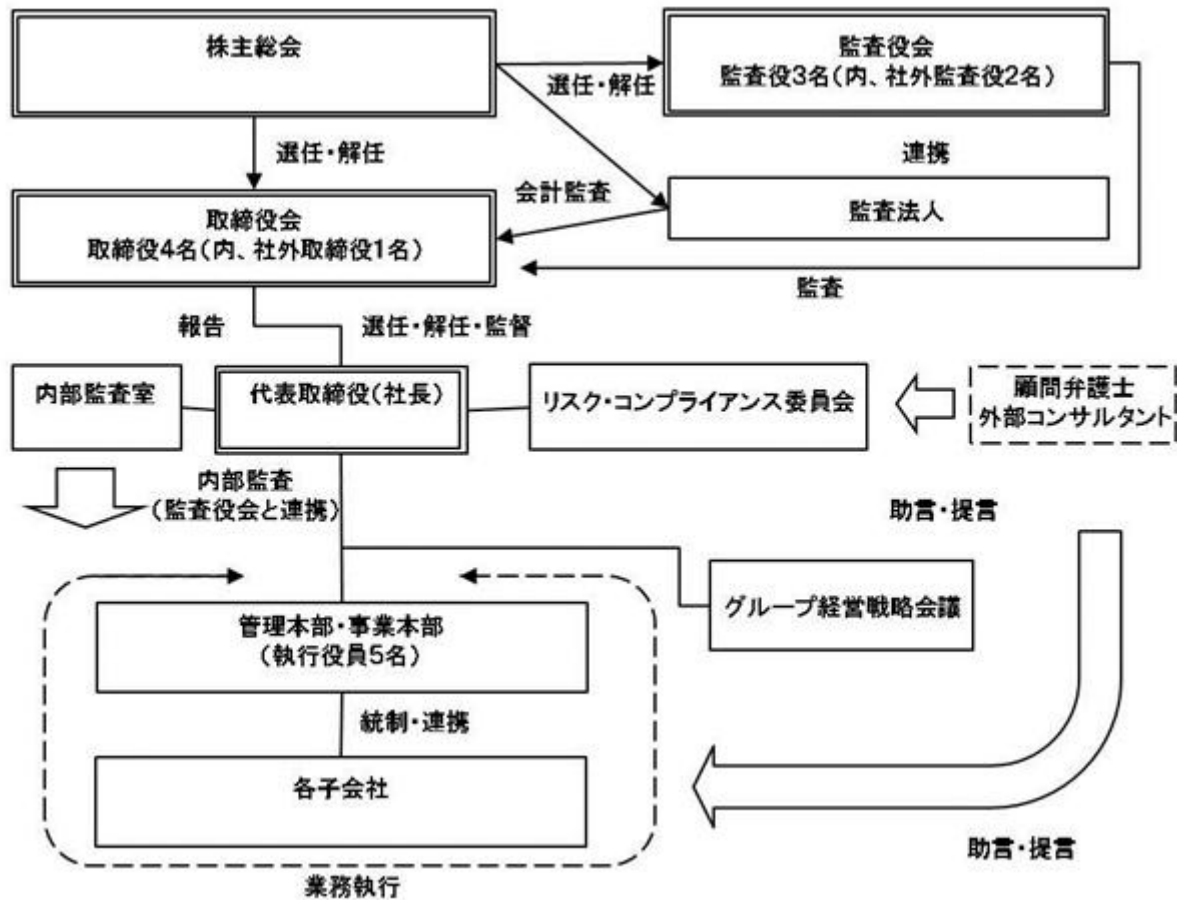 株主総会
監査役会
監査役3名(内、社外監査役2名)
選任・解任
選任・解任
連携
会計監査
監査法人
取締役会
取締役4名(内、社外取締役1名)
監査
報告
選任・解任・監督
内部監査室
代表取締役(社長)
リスク・コンプライアンス委員会
顧問弁護士
外部コンサルタント
内部監査
(監査役会と連携)
助言・提言
グループ経営戦略会議
管理本部・事業本部
(執行役員5名)
統制・連携
各子会社
助言・提言
業務執行